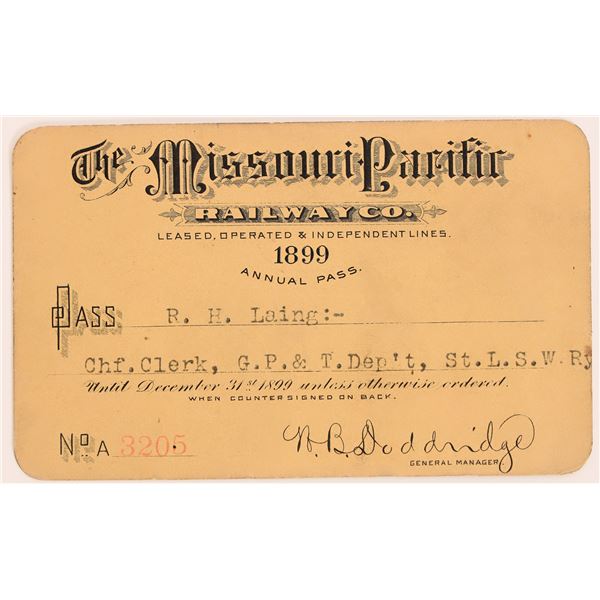 The Missouri Pacific
RAILWAY CO.
LEASED, OPERATED & INDEPENDENT LINES.
1899
ANNUAL PASS.
PASS R. H. Laing:-
Chf.Clerk, G.P.& T.Dep't, St.L.S.W.Ry
Until December 31st 1899 unless otherwise ordered.
WHEN COUNTERSIGNED ON BACK.
No. A 3205 W. B. Doddridge
GENERAL MANAGER